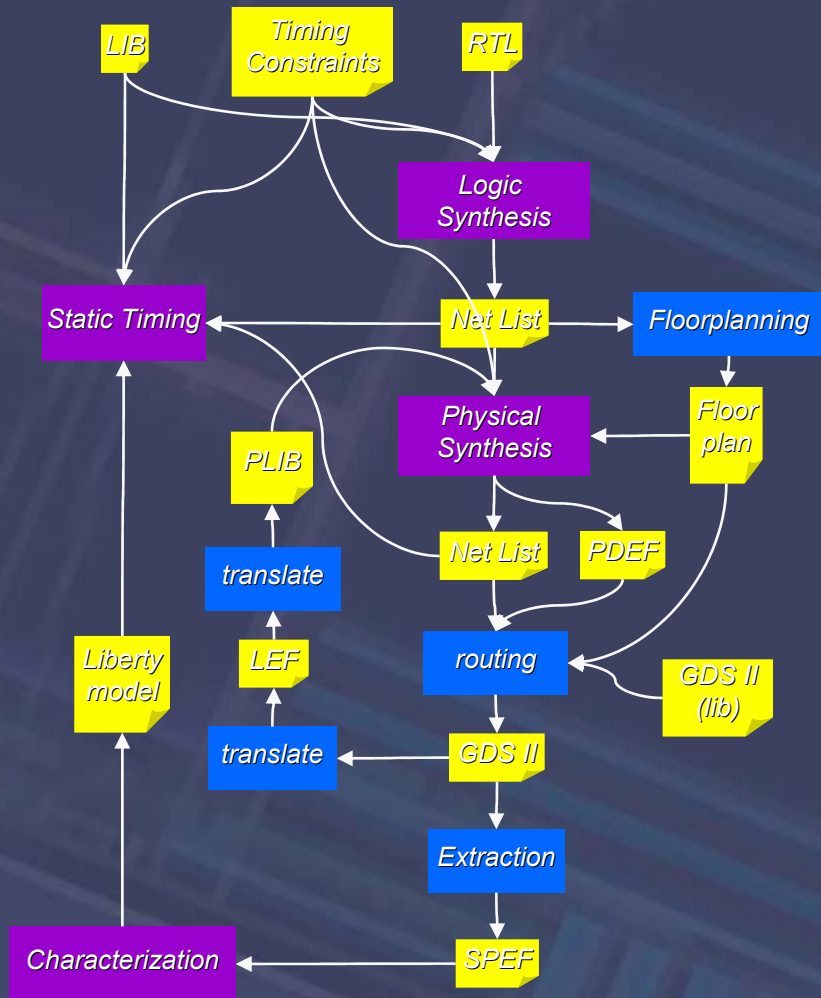 LIB
Timing
Constraints
RTL
Logic
Synthesis
Static Timing
Net List
Floorplanning
Physical
Synthesis
Floor
plan
PLIB
Net List
PDEF
translate
Liberty
model
LEF
routing
GDS II
(lib)
translate
GDS II
Extraction
Characterization
SPEF